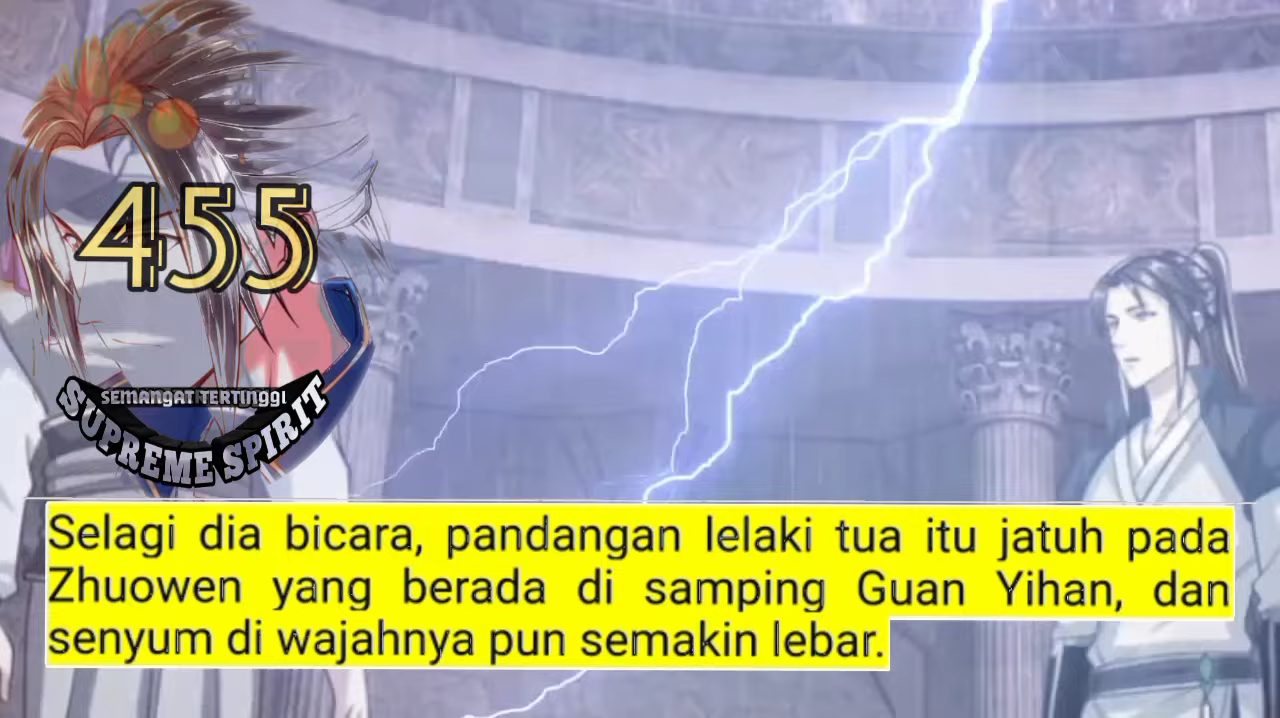 455
SEMANGAT TERTINGGI
SUPREME SPIRIT
Selagi dia bicara, pandangan lelaki tua itu jatuh pada
Zhuowen yang berada di samping Guan Yihan, dan
senyum di wajahnya pun semakin lebar.